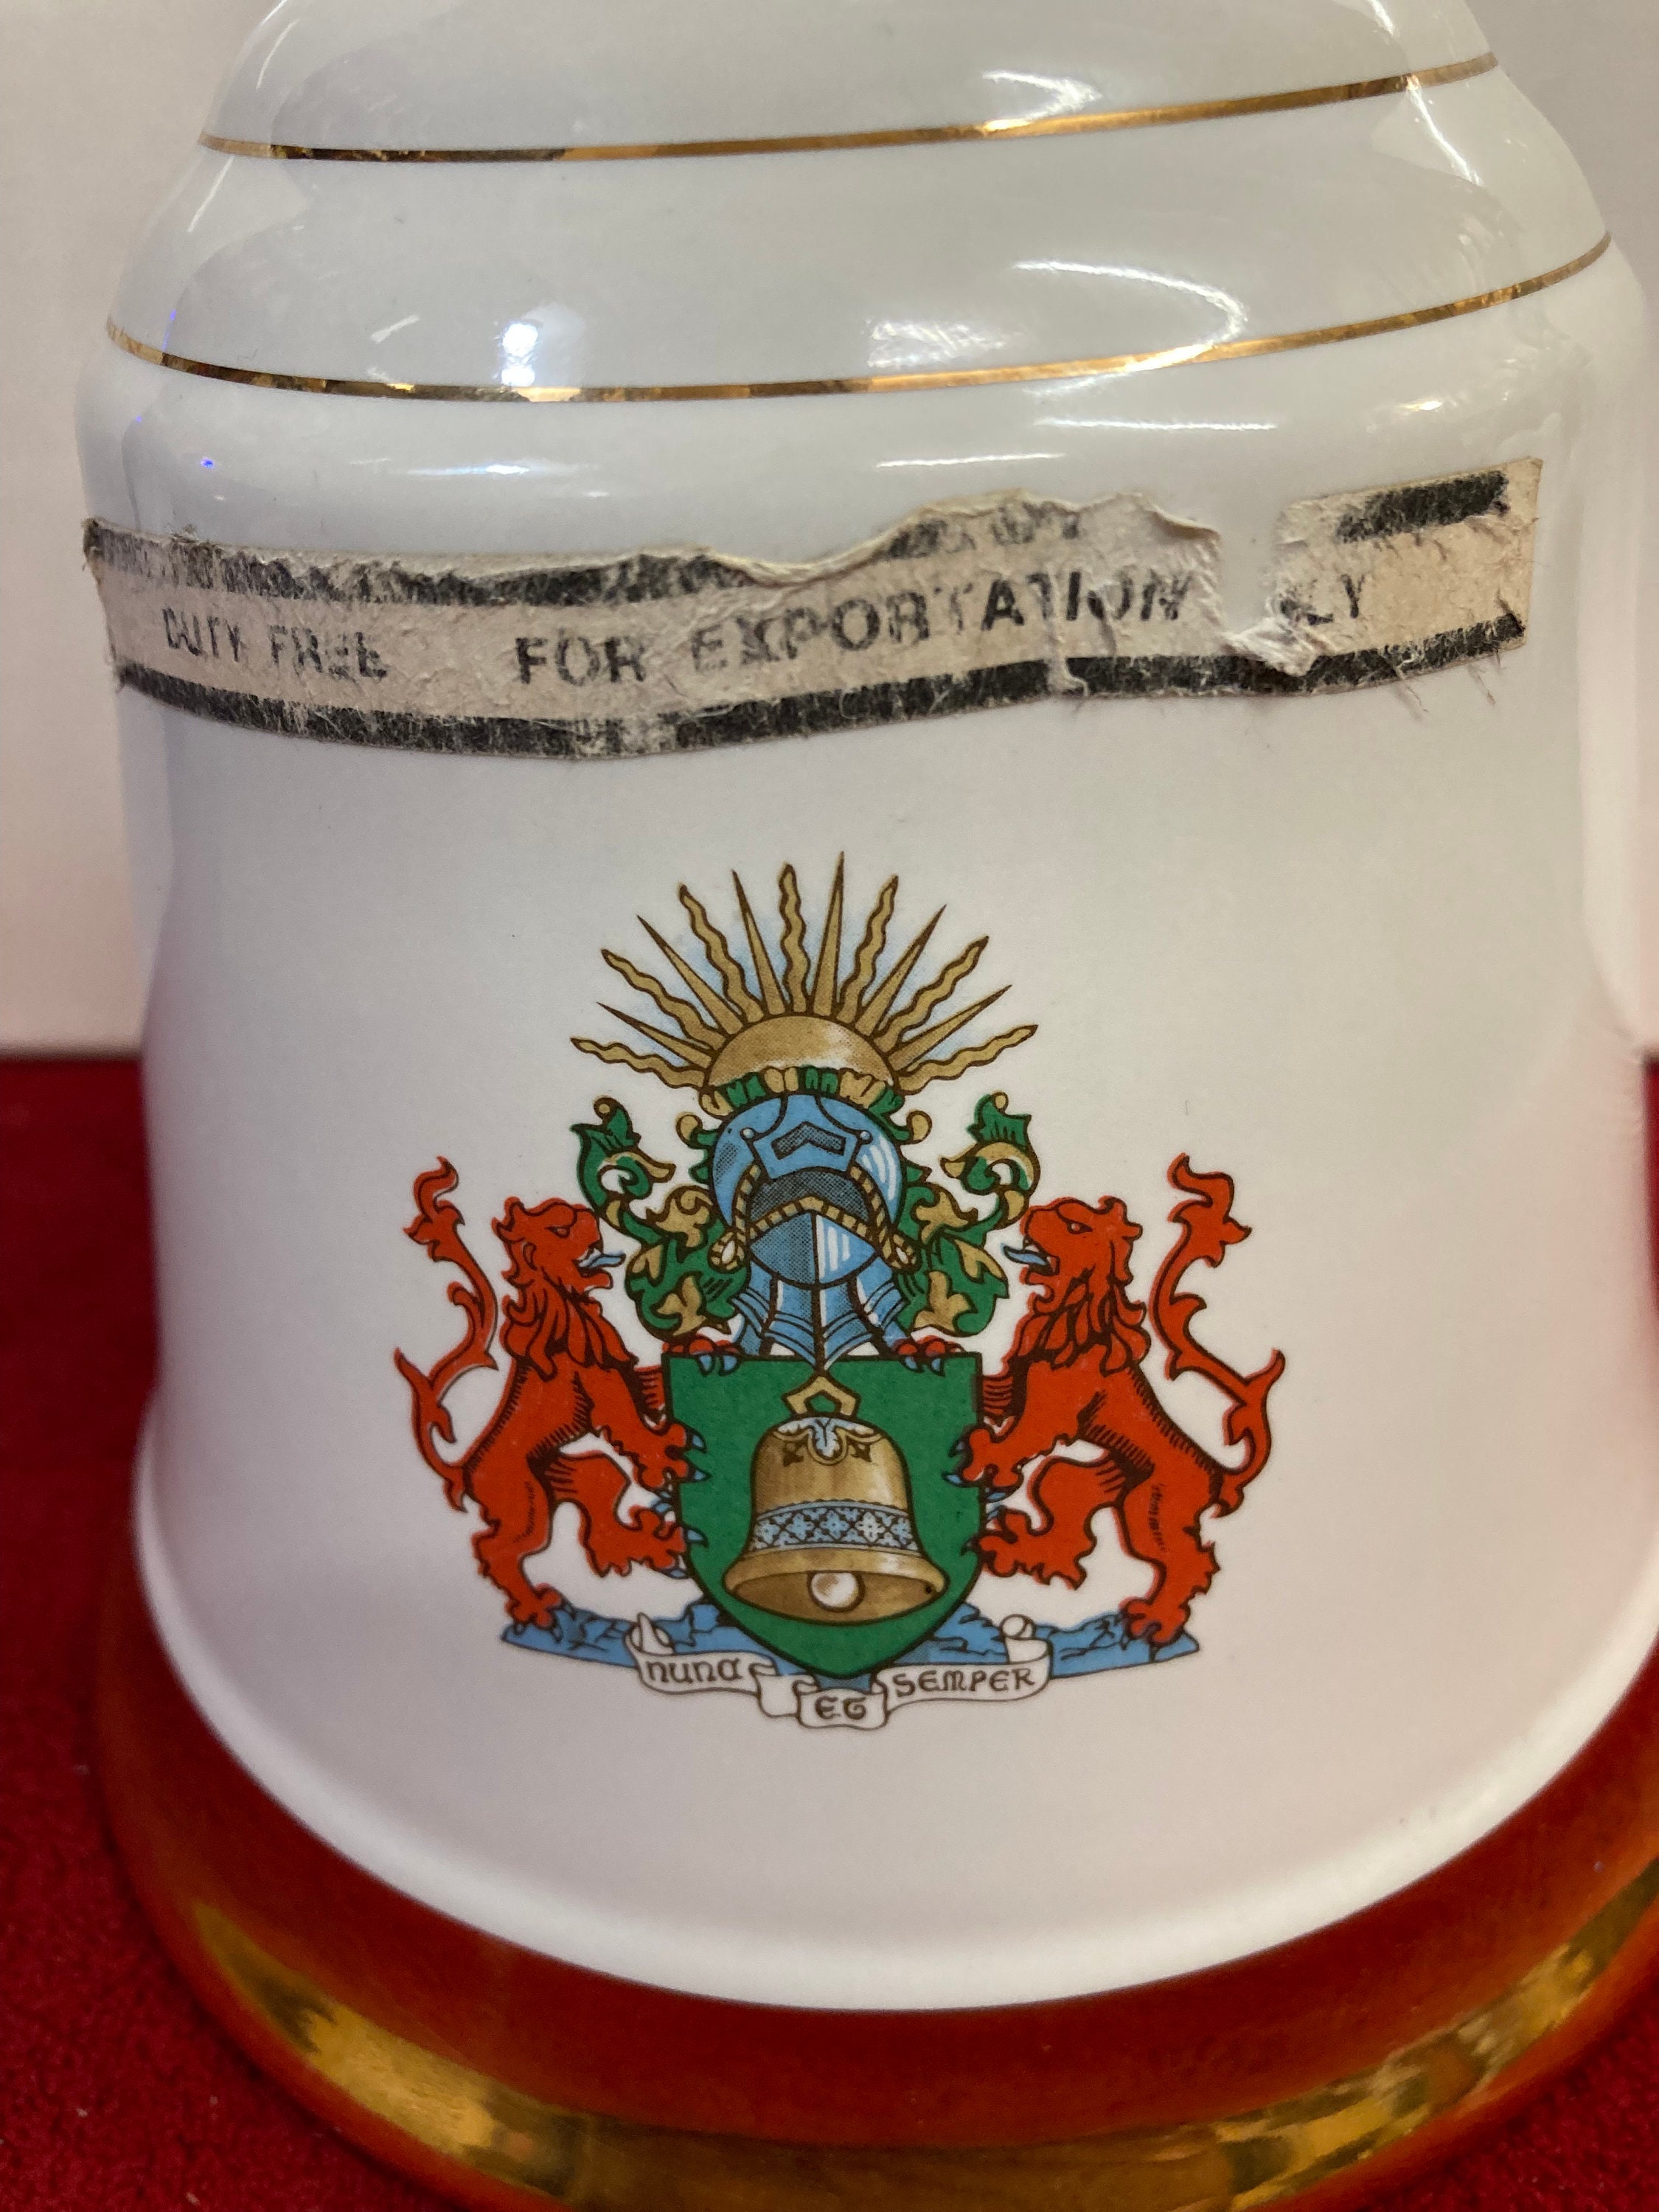 DUTY FREE FOR EXPORTATION
NUNC ET SEMPER